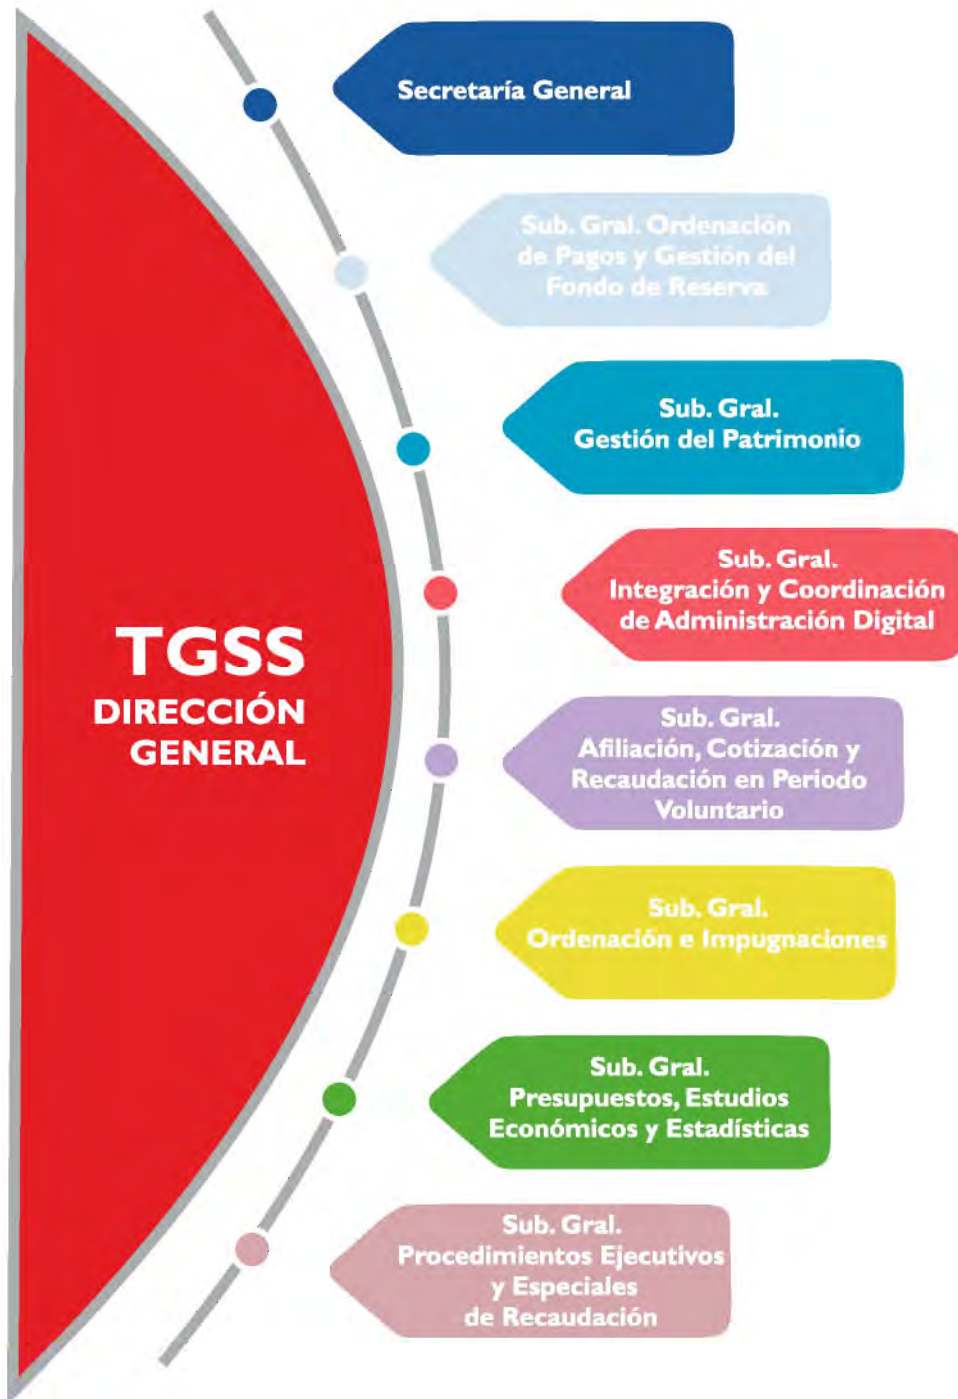 Secretaría General
Sub. Gral. Ordenación
de Pagos y Gestión del
Fondo de Reserva
Sub. Gral.
Gestión del Patrimonio
Sub. Gral.
Integración y Coordinación
de Administración Digital
TGSS
DIRECCIÓN
GENERAL
Sub. Gral.
Afiliación, Cotización y
Recaudación en Periodo
Voluntario
Sub. Gral.
Ordenación e Impugnaciones
Sub. Gral.
Presupuestos, Estudios
Económicos y Estadísticas
Sub. Gral.
Procedimientos Ejecutivos
y Especiales
de Recaudación